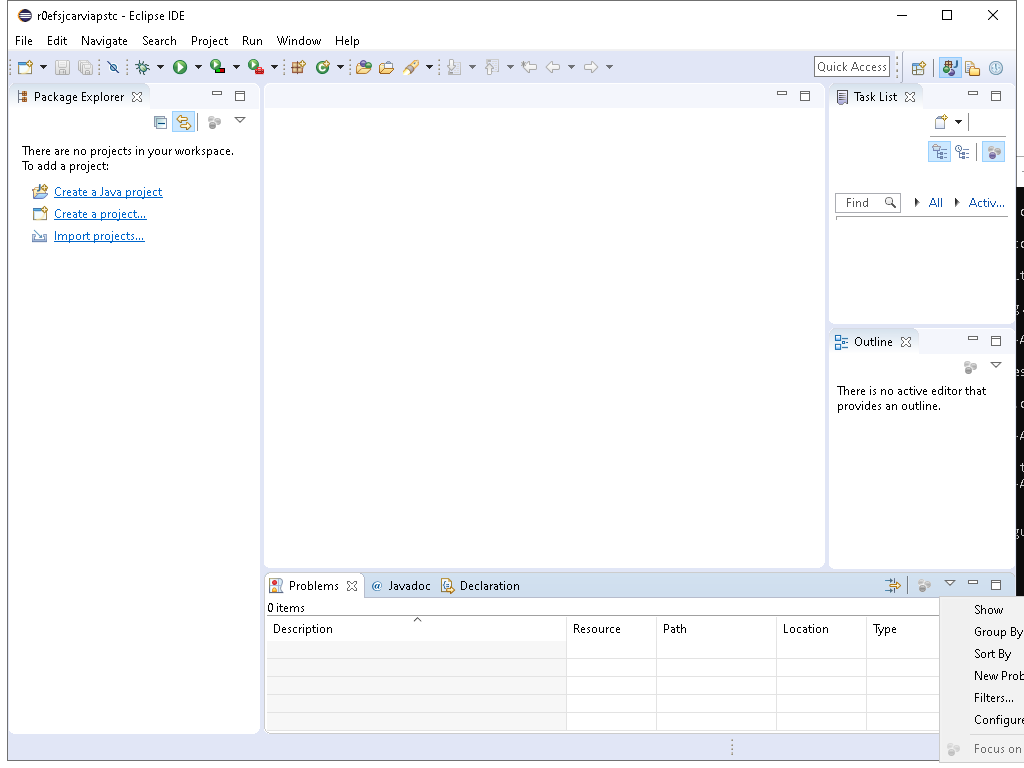 r0efsjcarviapstc - Eclipse IDE
File Edit Navigate Search Project Run Window Help
Quick Access
Package Explorer
There are no projects in your workspace.
To add a project:
Create a Java project
Create a project...
Import projects...
Task List
Find All Activ...
Outline
There is no active editor that
provides an outline.
Problems @ Javadoc Declaration
0 items
Description Resource Path Location Type
Show
Group By
Sort By
New Prob
Filters...
Configure
Focus on